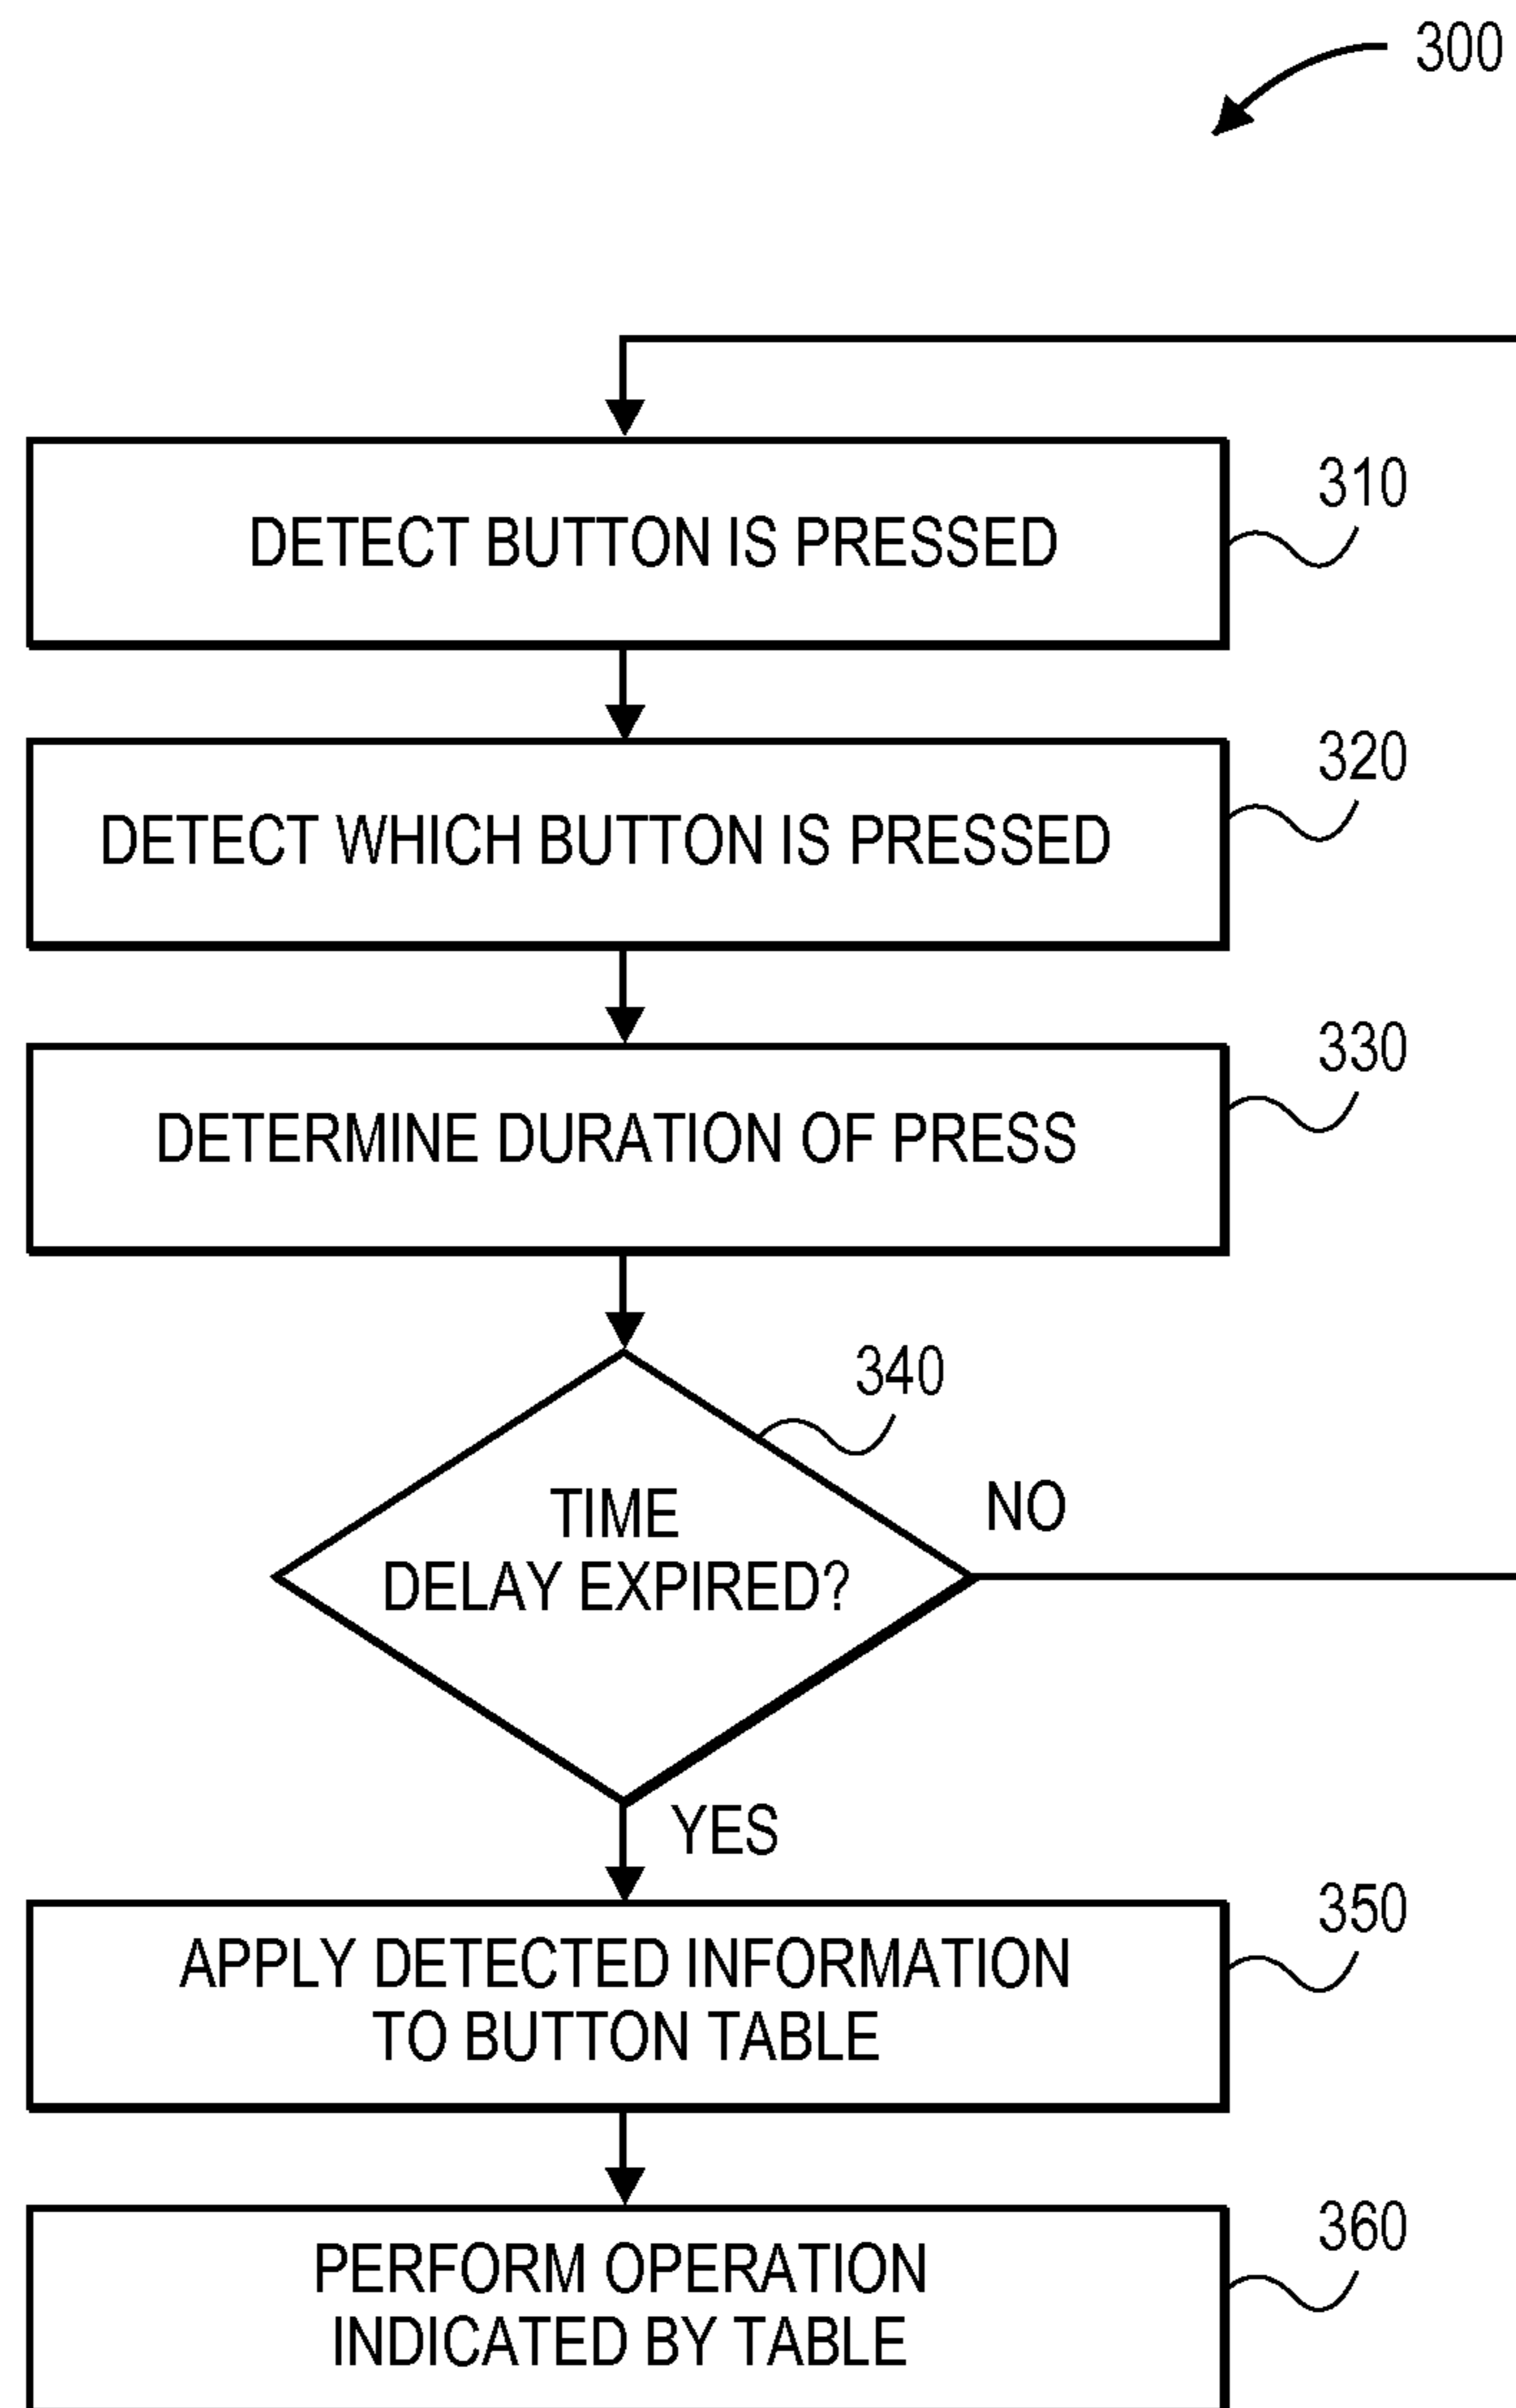 300
DETECT BUTTON IS PRESSED
310
DETECT WHICH BUTTON IS PRESSED
320
DETERMINE DURATION OF PRESS
330
340
TIME
DELAY EXPIRED?
NO
YES
APPLY DETECTED INFORMATION
TO BUTTON TABLE
350
PERFORM OPERATION
INDICATED BY TABLE
360